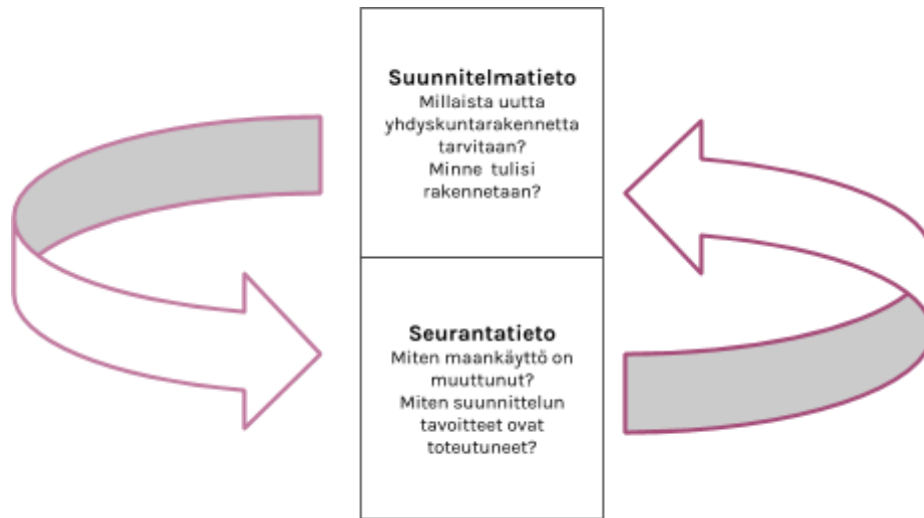 Suunnitelmatieto
Millaista uutta
yhdyskuntarakennetta
tarvitaan?
Minne tulisi
rakennetaan?
Seurantatieto
Miten maankäyttö on
muuttunut?
Miten suunnittelun
tavoitteet ovat
toteutuneet?